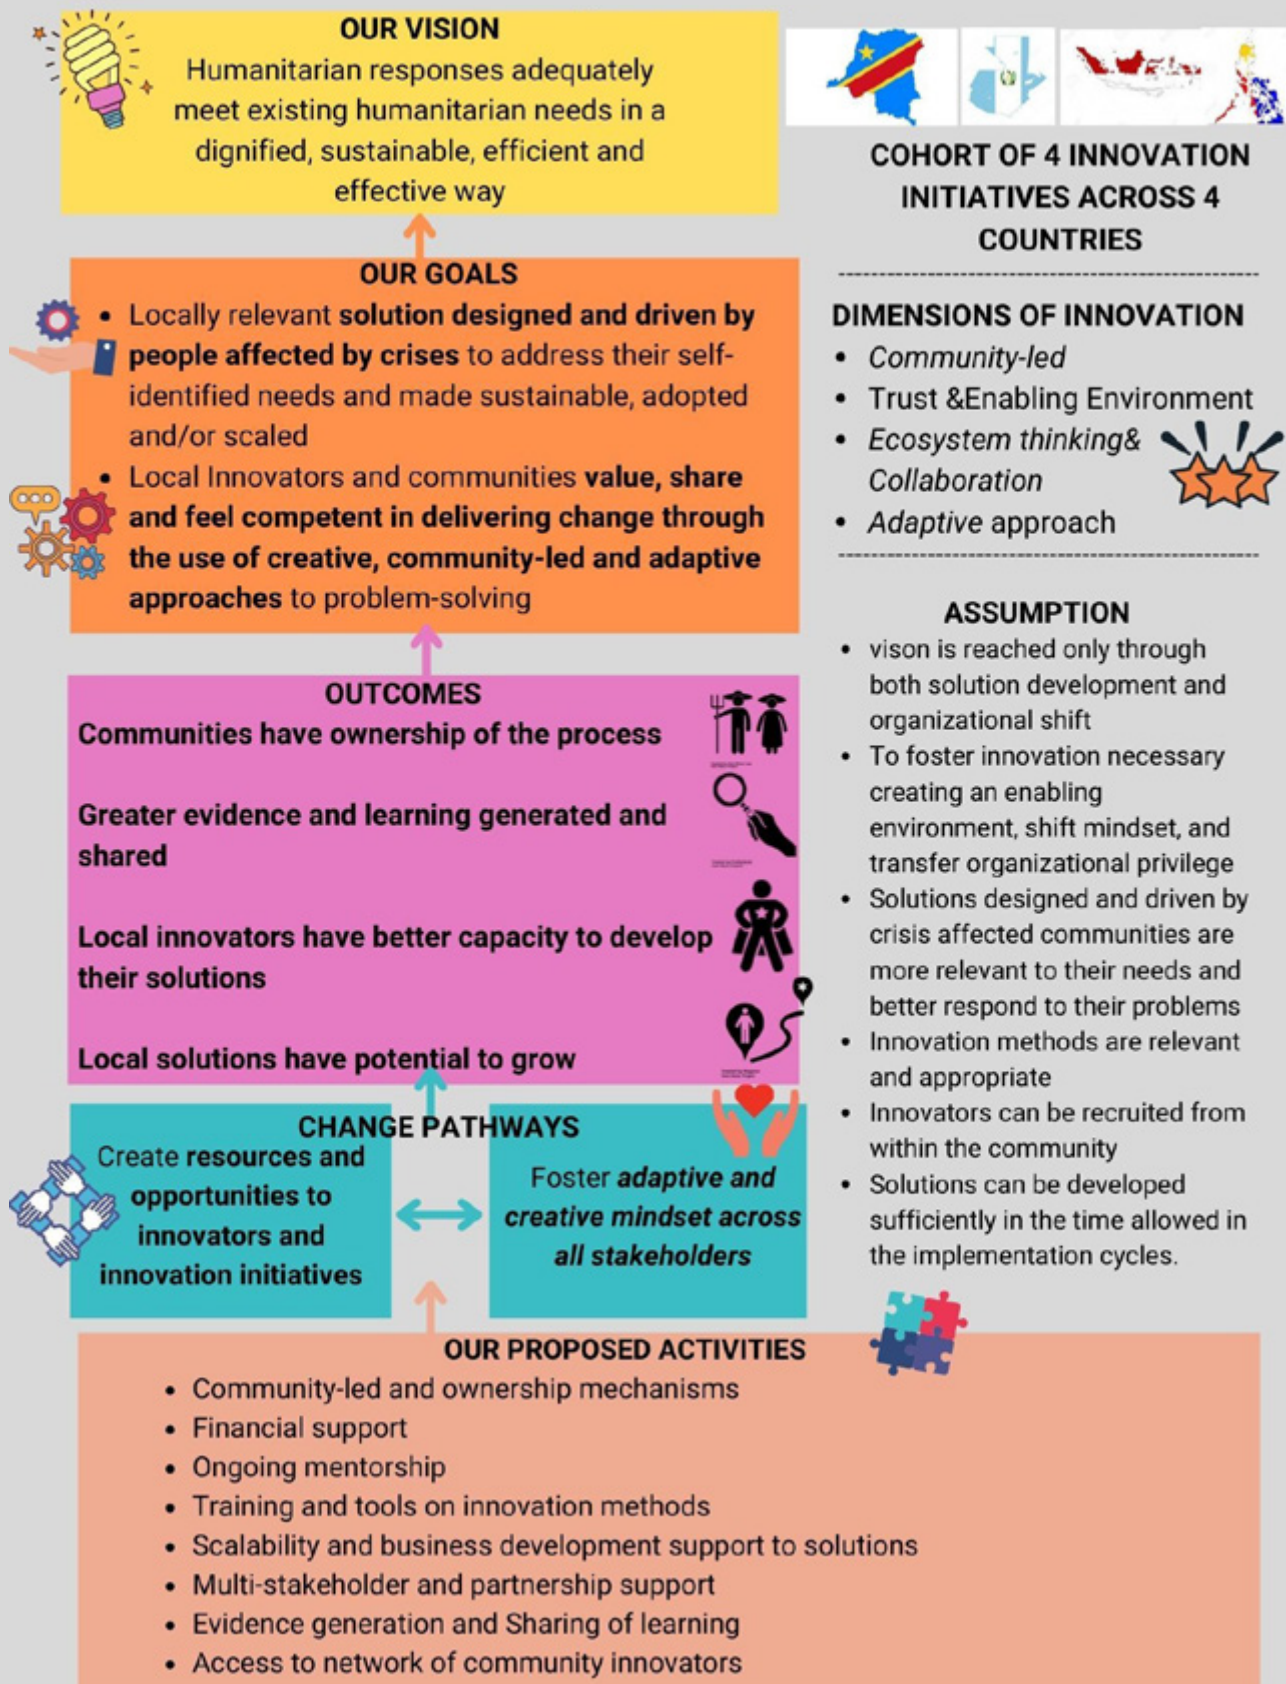 OUR VISION
Humanitarian responses adequately
meet existing humanitarian needs in a
dignified, sustainable, efficient and
effective way
OUR GOALS
• Locally relevant solution designed and driven by
people affected by crises to address their self-
identified needs and made sustainable, adopted
and/or scaled
• Local Innovators and communities value, share
and feel competent in delivering change through
the use of creative, community-led and adaptive
approaches to problem-solving
OUTCOMES
Communities have ownership of the process
Greater evidence and learning generated and
shared
Local innovators have better capacity to develop
their solutions
Local solutions have potential to grow
CHANGE PATHWAYS
Create resources and
opportunities to
innovators and
innovation initiatives
Foster adaptive and
creative mindset across
all stakeholders
OUR PROPOSED ACTIVITIES
• Community-led and ownership mechanisms
• Financial support
• Ongoing mentorship
• Training and tools on innovation methods
• Scalability and business development support to solutions
• Multi-stakeholder and partnership support
• Evidence generation and Sharing of learning
• Access to network of community innovators
COHORT OF 4 INNOVATION
INITIATIVES ACROSS 4
COUNTRIES
DIMENSIONS OF INNOVATION
• Community-led
• Trust &Enabling Environment
• Ecosystem thinking&
Collaboration
• Adaptive approach
ASSUMPTION
• vison is reached only through
both solution development and
organizational shift
• To foster innovation necessary
creating an enabling
environment, shift mindset, and
transfer organizational privilege
• Solutions designed and driven by
crisis affected communities are
more relevant to their needs and
better respond to their problems
• Innovation methods are relevant
and appropriate
• Innovators can be recruited from
within the community
• Solutions can be developed
sufficiently in the time allowed in
the implementation cycles.